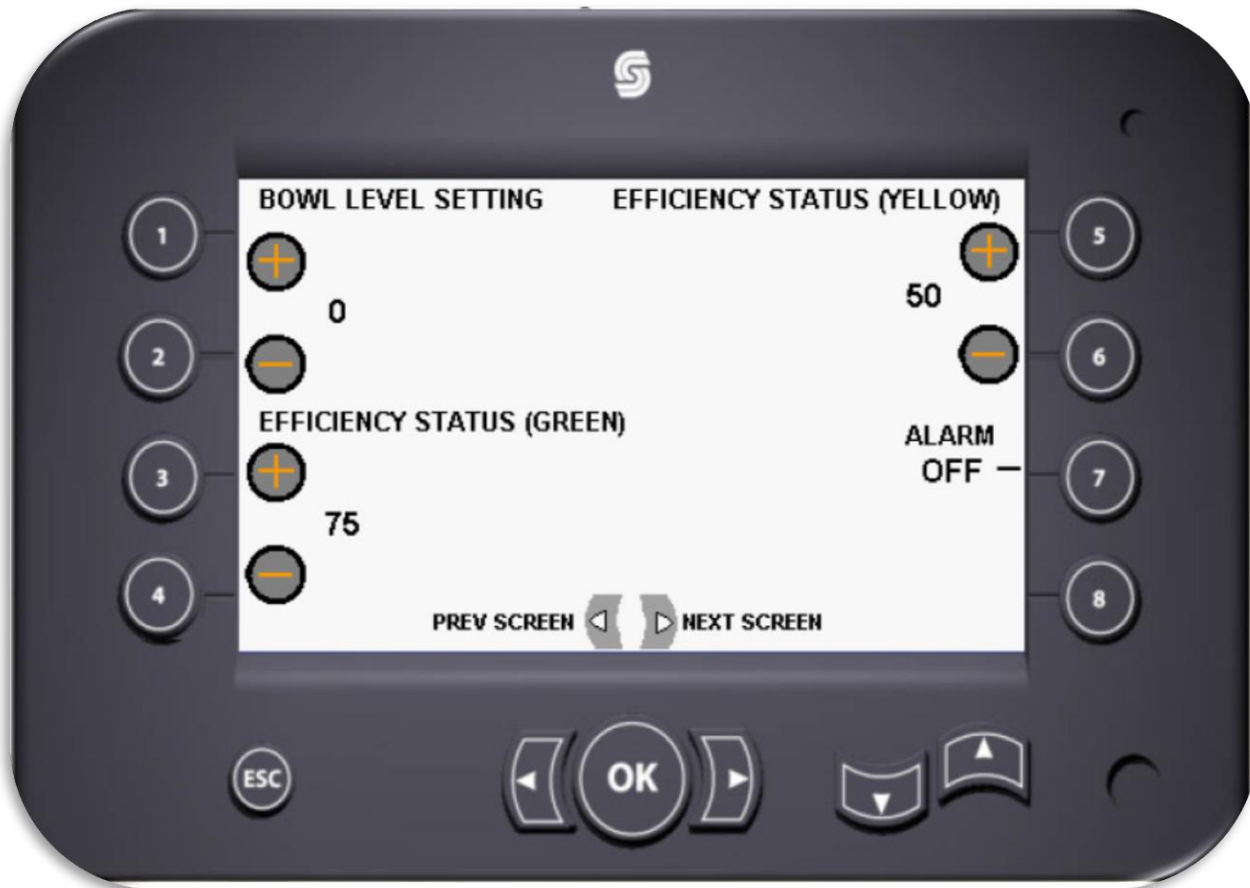 BOWL LEVEL SETTING
EFFICIENCY STATUS (YELLOW)
1
5
0
50
2
6
EFFICIENCY STATUS (GREEN)
ALARM
OFF
3
7
75
4
8
PREV SCREEN
NEXT SCREEN
ESC
OK